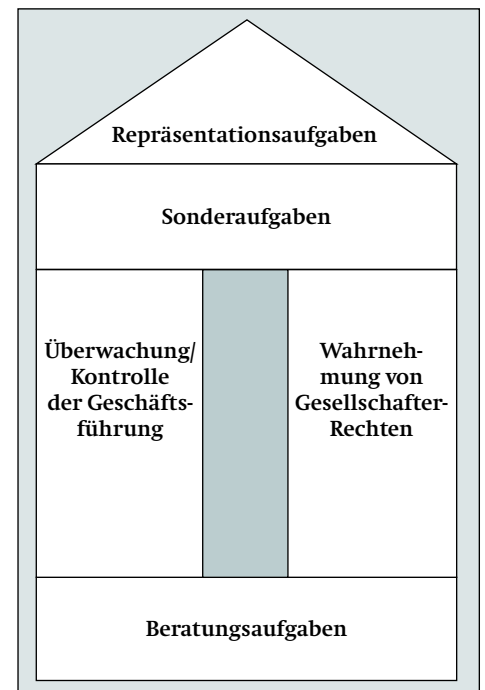 Repräsentationsaufgaben
Sonderaufgaben
Überwachung/
Kontrolle
der Geschäfts-
führung
Wahrneh-
mung von
Gesellschafter-
Rechten
Beratungsaufgaben